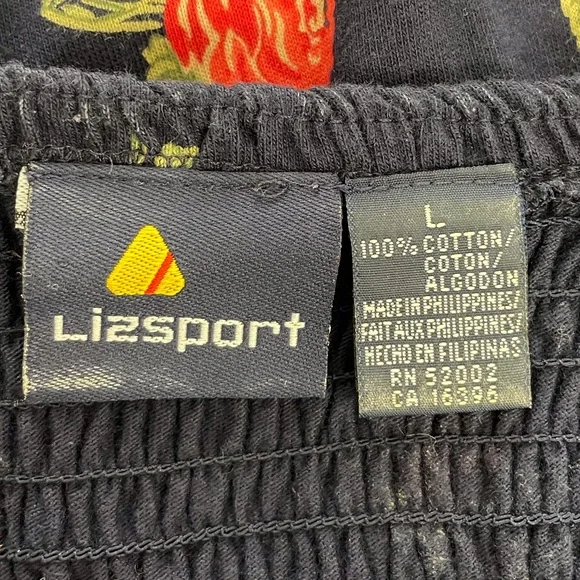 Lizsport
L
100% COTTON/
COTON/
ALGODON
MADE IN PHILIPPINES/
FAIT AUX PHILIPPINES/
HECHO EN FILIPINAS
RN 52002
CA 16396